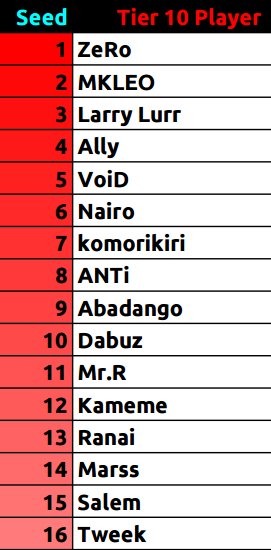 Seed Tier 10 Player
1 ZeRo
2 MKLEO
3 Larry Lurr
4 Ally
5 VoiD
6 Nairo
7 komorikiri
8 ANTi
9 Abadango
10 Dabuz
11 Mr.R
12 Kameme
13 Ranai
14 Marss
15 Salem
16 Tweek